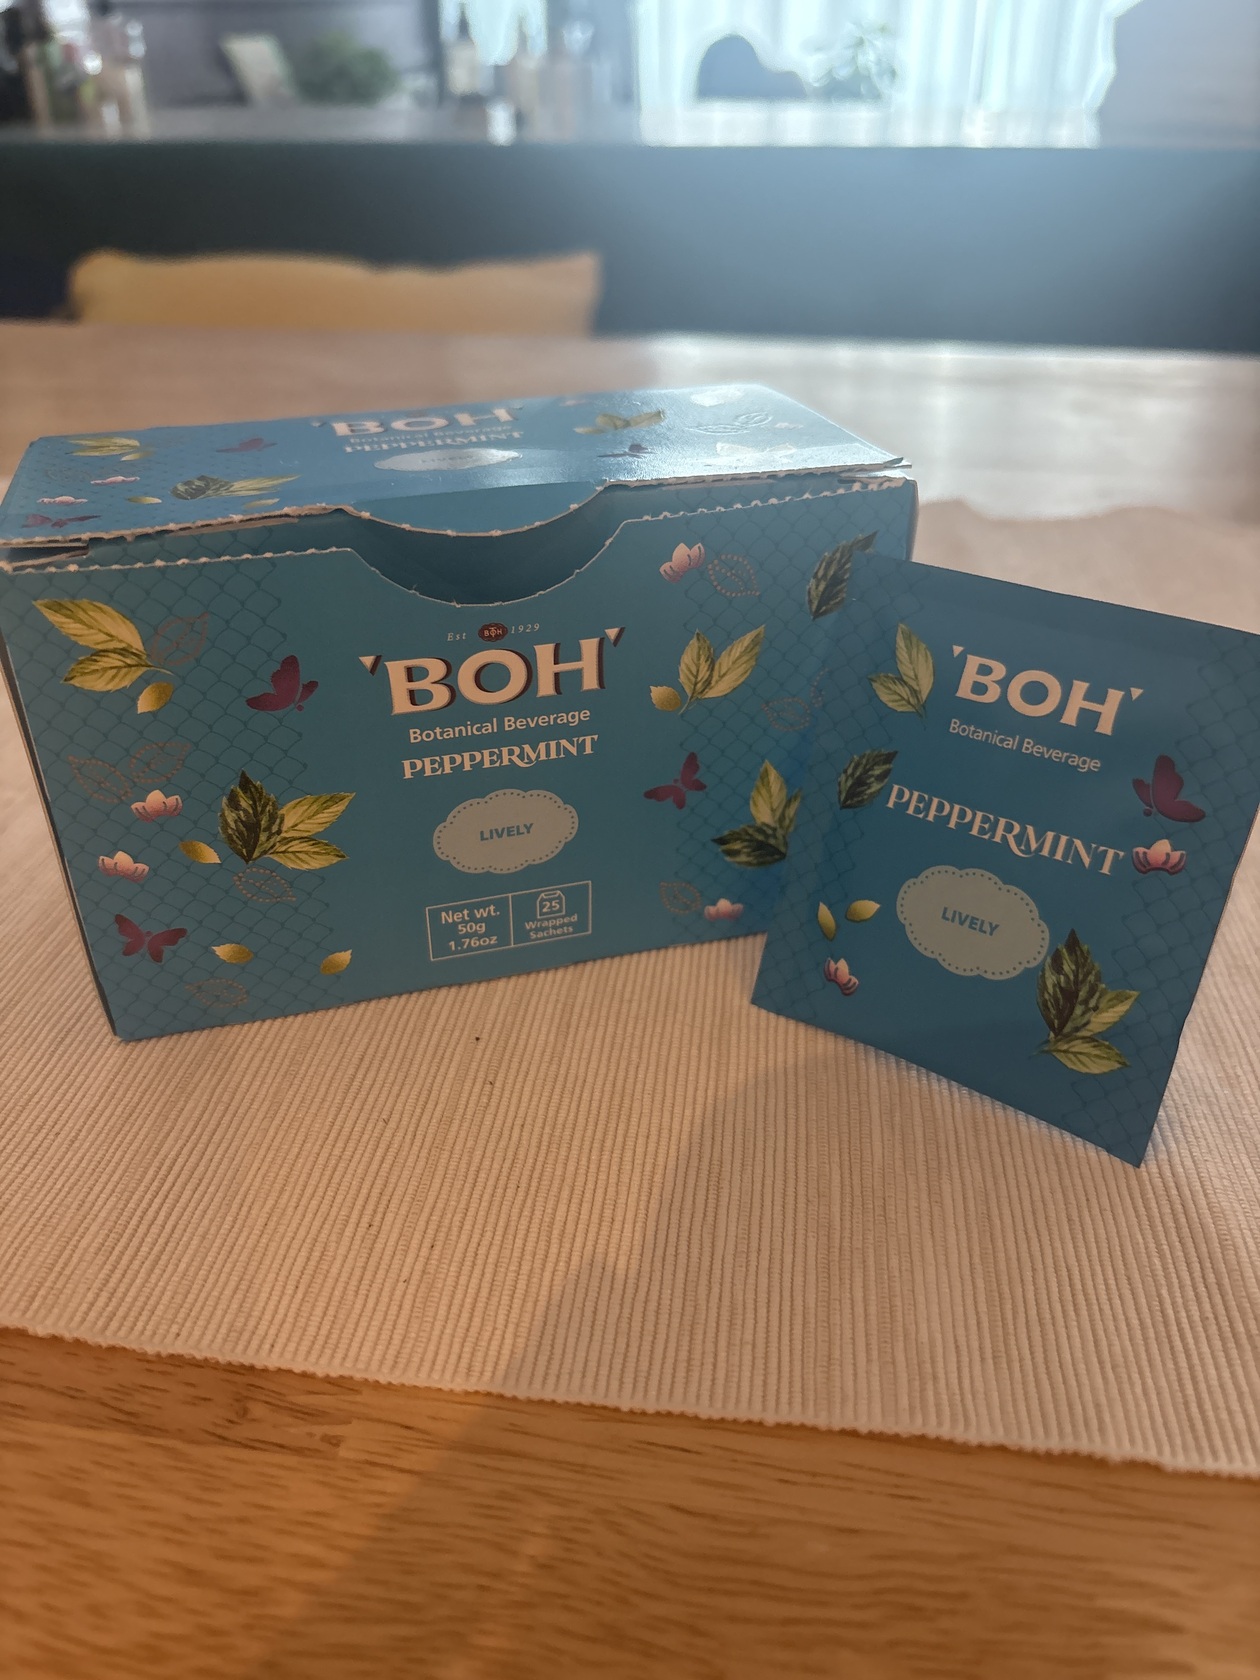 'BOH'
Botanical Beverage
PEPPERMINT
Est BOH 1929
'BOH'
Botanical Beverage
PEPPERMINT
LIVELY
Net wt.
50g
1.76oz
25
Wrapped
Sachets
'BOH'
Botanical Beverage
PEPPERMINT
LIVELY